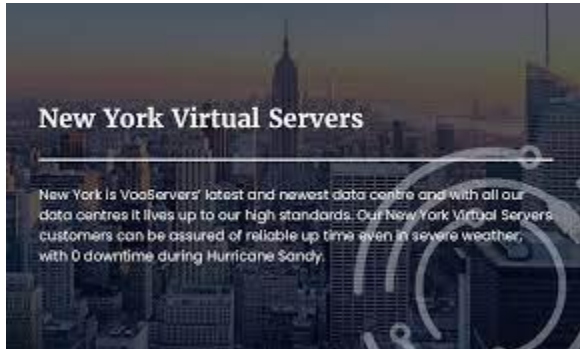 New York Virtual Servers
New York is VooServers' latest and newest data centre and with all our
data centres it lives up to our high standards. Our New York Virtual Servers
customers can be assured of reliable up time even in severe weather,
with 0 downtime during Hurricane Sandy.